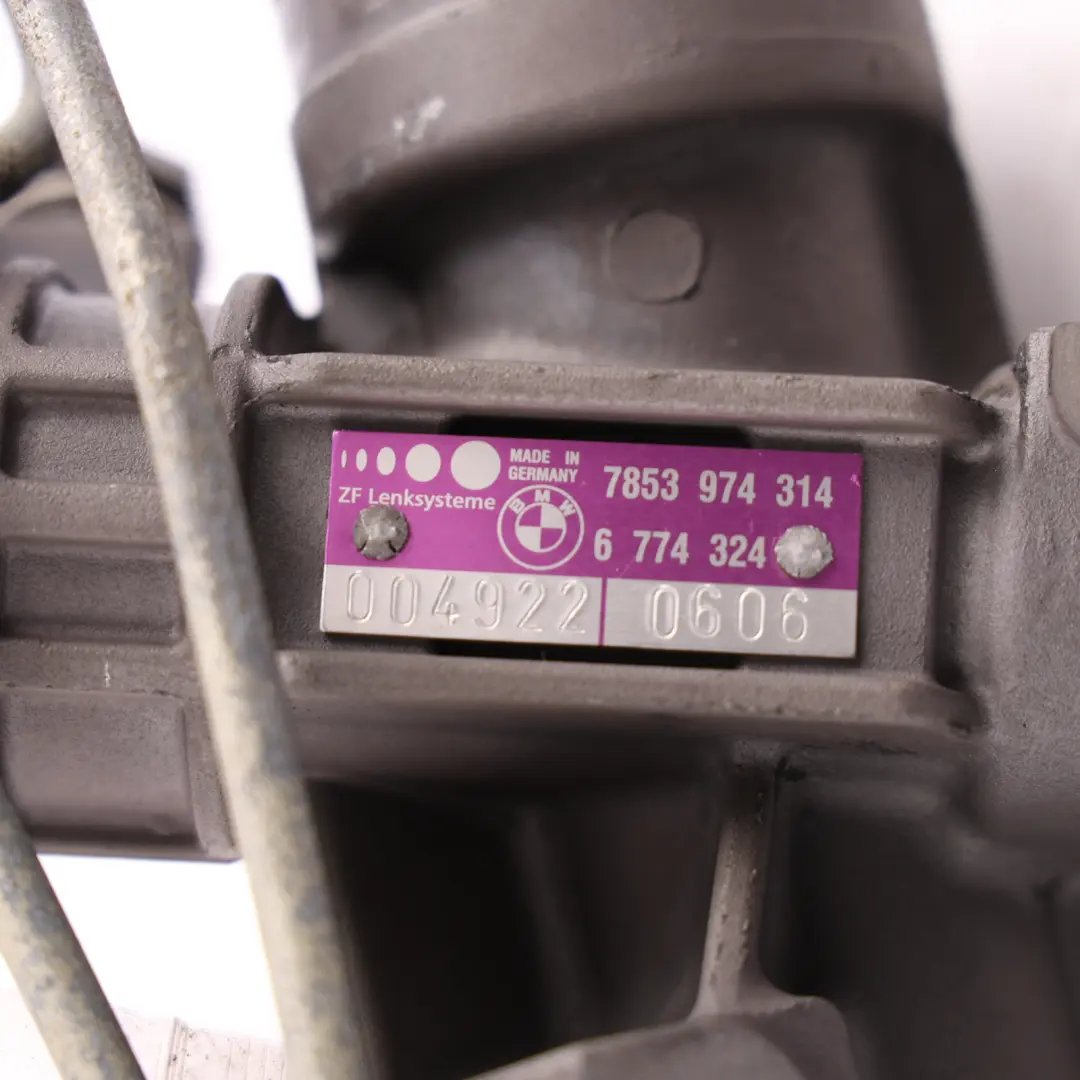 MADE IN
GERMANY
7853 974 314
ZF Lenksysteme
BMW
6 774 324
004922 0606